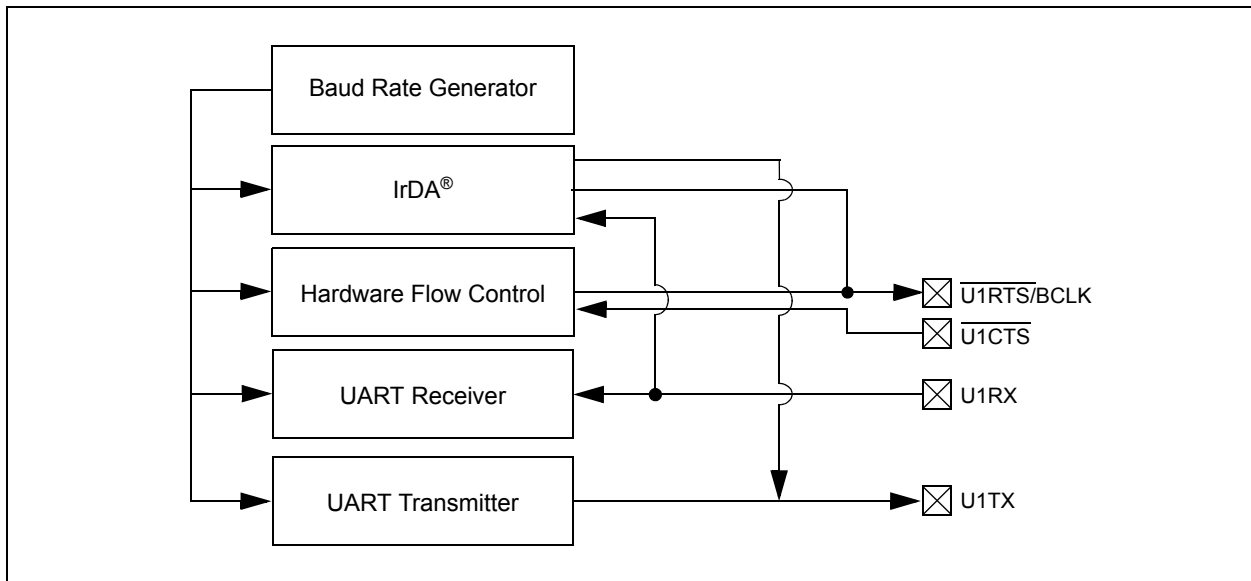 Baud Rate Generator
IrDA®
Hardware Flow Control
U1RTS/BCLK
U1CTS
UART Receiver
U1RX
UART Transmitter
U1TX